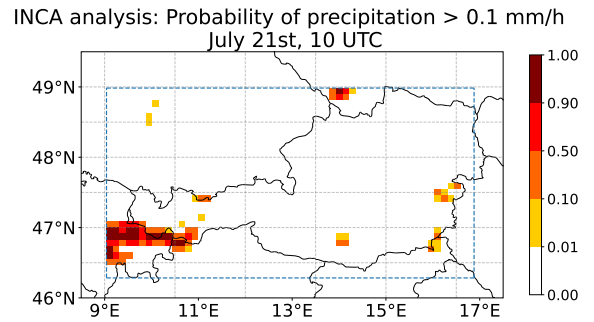 INCA analysis: Probability of precipitation > 0.1 mm/h
July 21st, 10 UTC
49°N
48°N
47°N
46°N
9°E 11°E 13°E 15°E 17°E
1.00
0.90
0.50
0.10
0.01
0.00